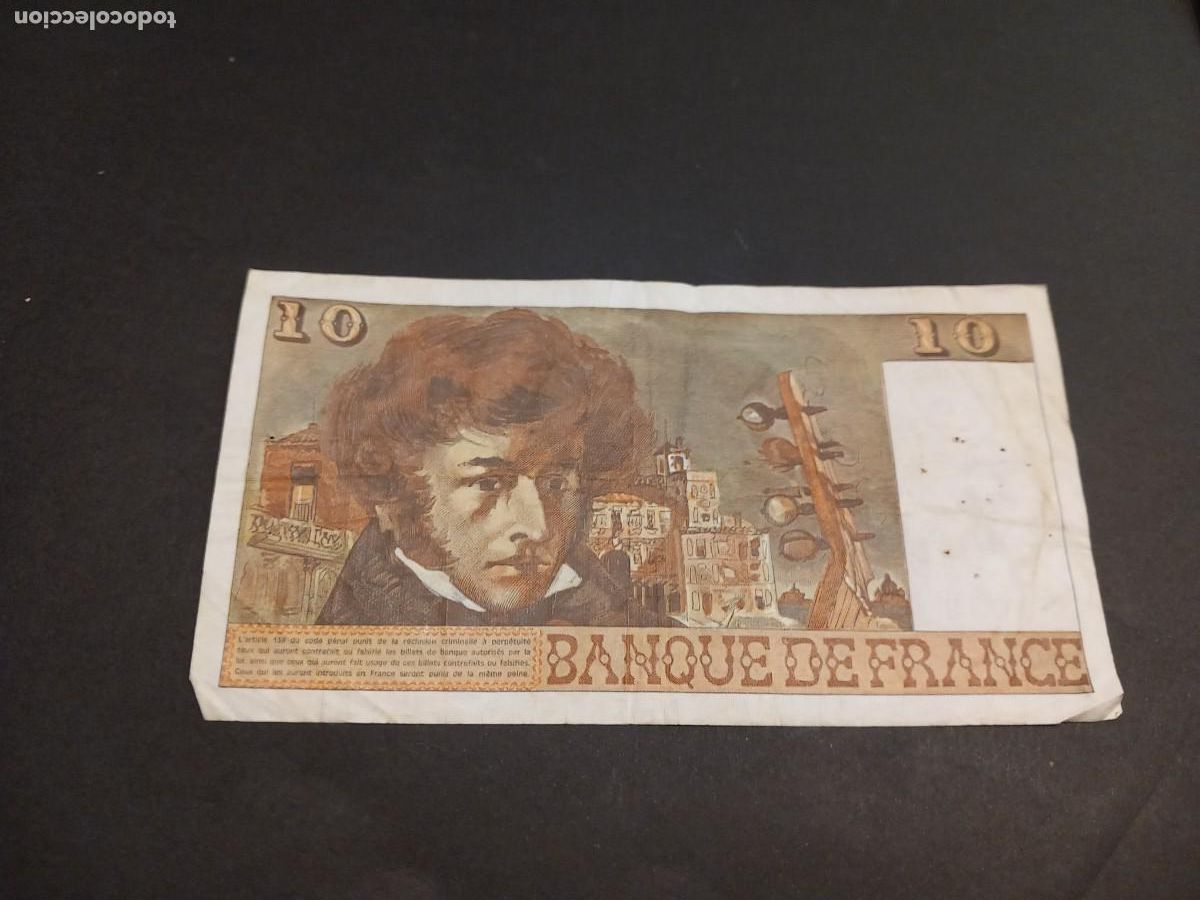 todocoleccion
10
10
L'article 139 du code pénal punit de la réclusion criminelle à perpétuité
ceux qui auront contrefait ou falsifié les billets de banque autorisés par la
loi, ainsi que ceux qui auront fait usage de ces billets contrefaits ou falsifiés.
Ceux qui les auront introduits en France seront punis de la même peine.
BANQUE DE FRANCE